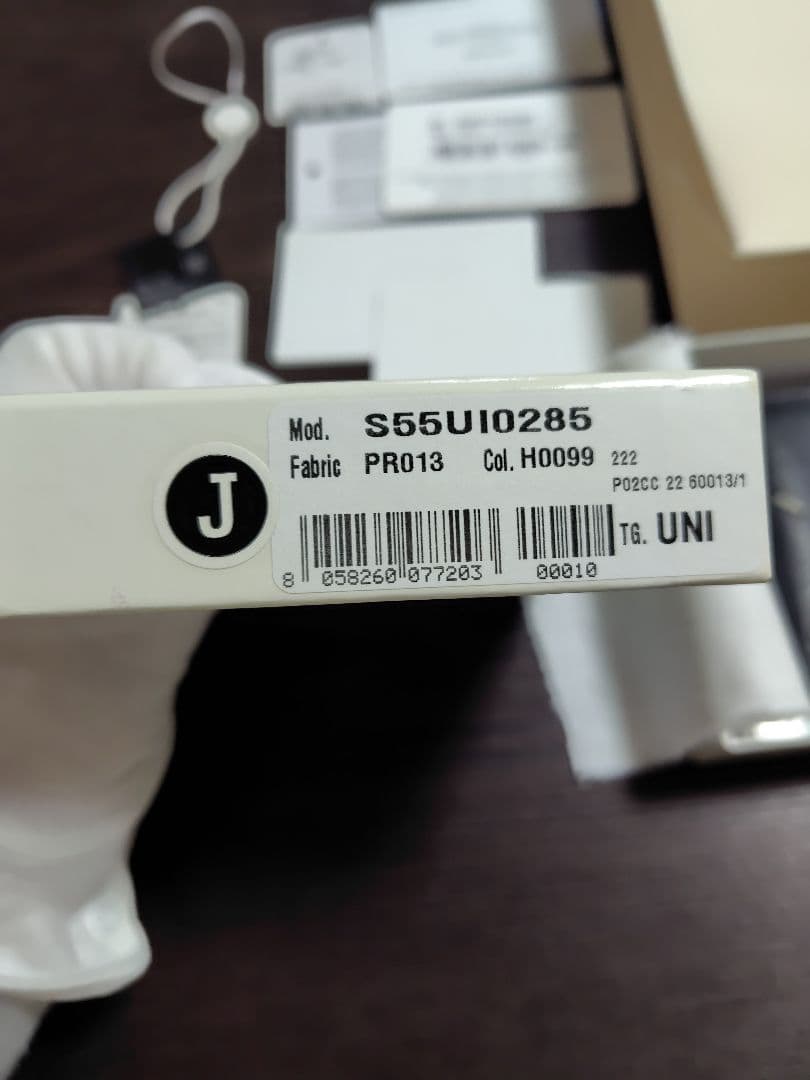 Mod. S55UI0285
Fabric PR013 Col. H0099 222
P02CC 22 60013/1
J
TG. UNI
8 058260 077203 00010